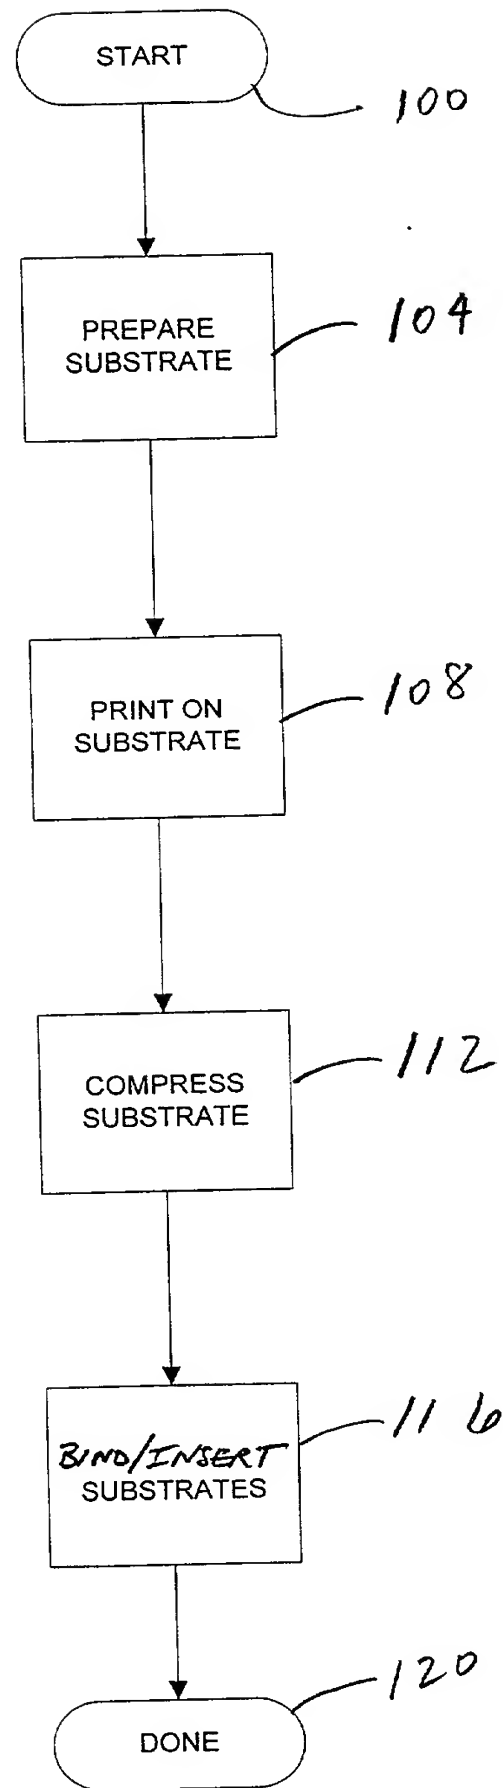 START
100
PREPARE
SUBSTRATE
104
PRINT ON
SUBSTRATE
108
COMPRESS
SUBSTRATE
112
BIND/INSERT
SUBSTRATES
116
DONE
120